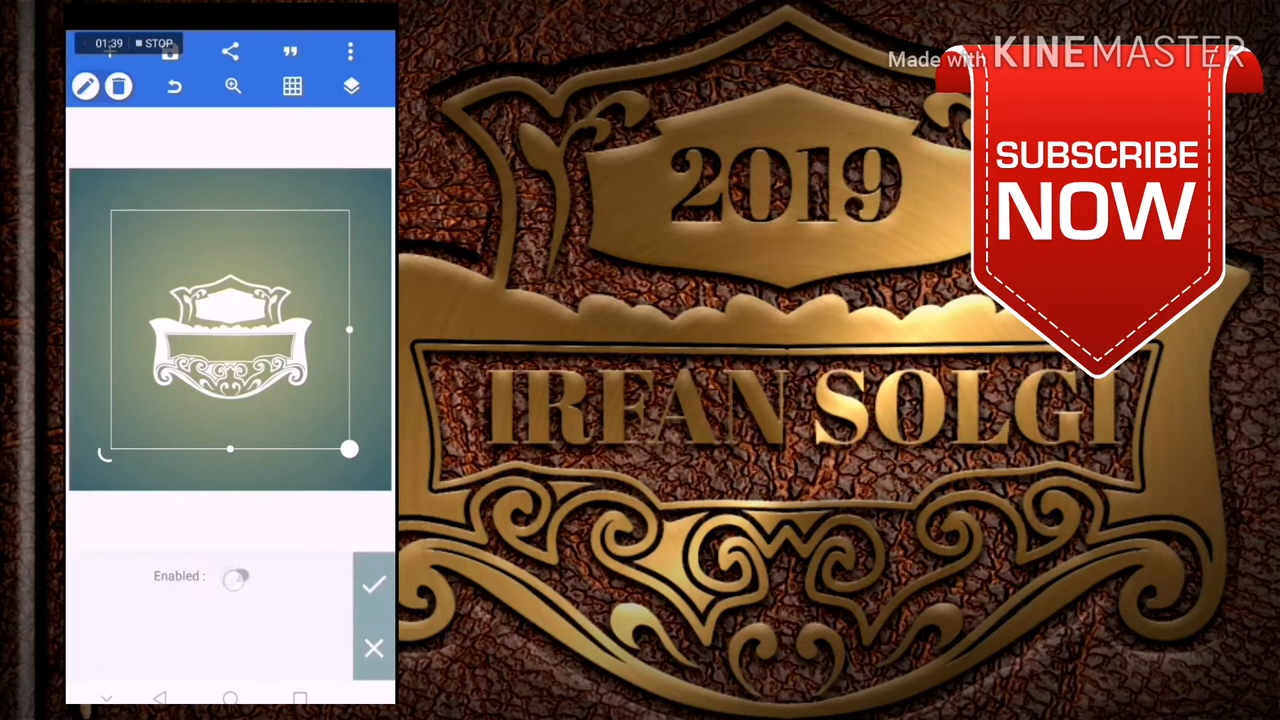 01:39 STOP
Made with KINEMASTER
SUBSCRIBE
NOW
2019
IRFAN SOLGI
Enabled :